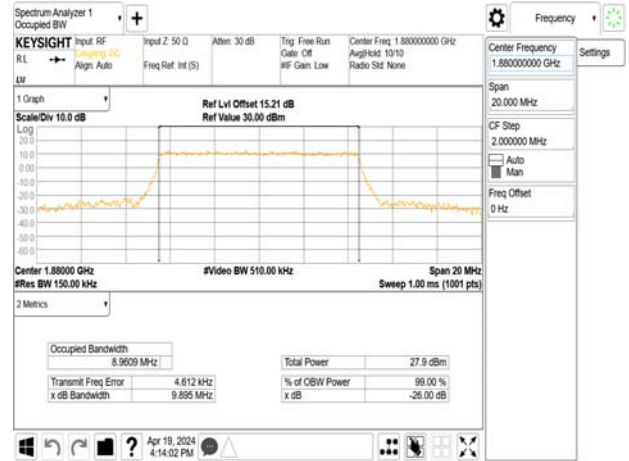 Spectrum Analyzer 1
Occupied BW
Frequency
KEYSIGHT Input: RF Input Z: 50 Ω Atten: 30 dB Trig: Free Run Center Freq: 1.880000000 GHz
RL Coupling: DC Gate: Off Avg|Hold: 10/10
Align: Auto Freq Ref: Int (S) #IF Gain: Low Radio Std: None
Center Frequency
1.880000000 GHz
Settings
Span
20.000 MHz
CF Step
2.000000 MHz
Auto
Man
Freq Offset
0 Hz
1 Graph
Ref Lvl Offset 15.21 dB
Scale/Div 10.0 dB Ref Value 30.00 dBm
Log
20.0
10.0
0.00
-10.0
-20.0
-30.0
-40.0
-50.0
-60.0
Center 1.88000 GHz #Video BW 510.00 kHz Span 20 MHz
#Res BW 150.00 kHz Sweep 1.00 ms (1001 pts)
2 Metrics
Occupied Bandwidth
8.9609 MHz Total Power 27.9 dBm
Transmit Freq Error 4.612 kHz % of OBW Power 99.00 %
x dB Bandwidth 9.895 MHz x dB -26.00 dB
? Apr 19, 2024
4:14:02 PM